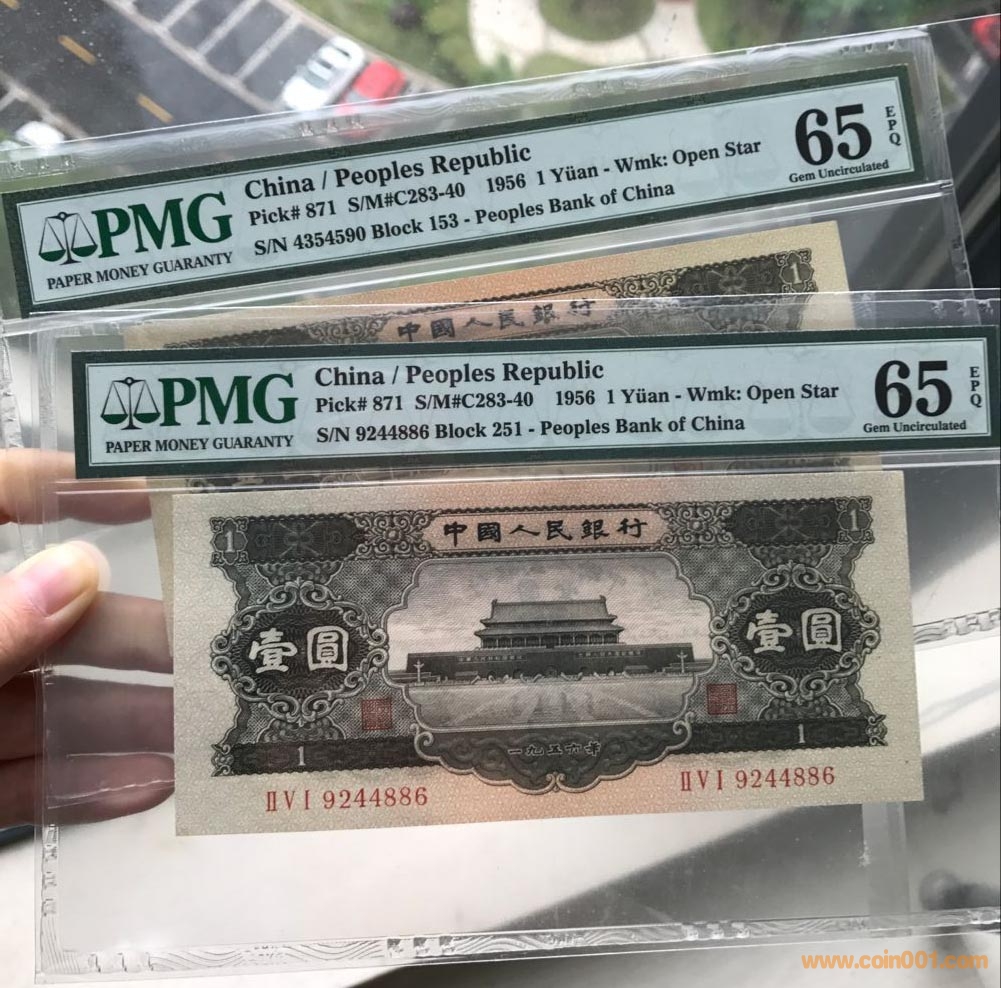 PMG
PAPER MONEY GUARANTY
China / Peoples Republic
Pick# 871 S/M#C283-40 1956 1 Yüan - Wmk: Open Star
S/N 4354590 Block 153 - Peoples Bank of China
65 EPQ
Gem Uncirculated
1
中國人民銀行
PMG
PAPER MONEY GUARANTY
China / Peoples Republic
Pick# 871 S/M#C283-40 1956 1 Yüan - Wmk: Open Star
S/N 9244886 Block 251 - Peoples Bank of China
65 EPQ
Gem Uncirculated
1 中國人民銀行 1
壹圓 壹圓
1 一九五六年 1
ⅡⅤⅠ 9244886 ⅡⅤⅠ 9244886
www.coin001.com